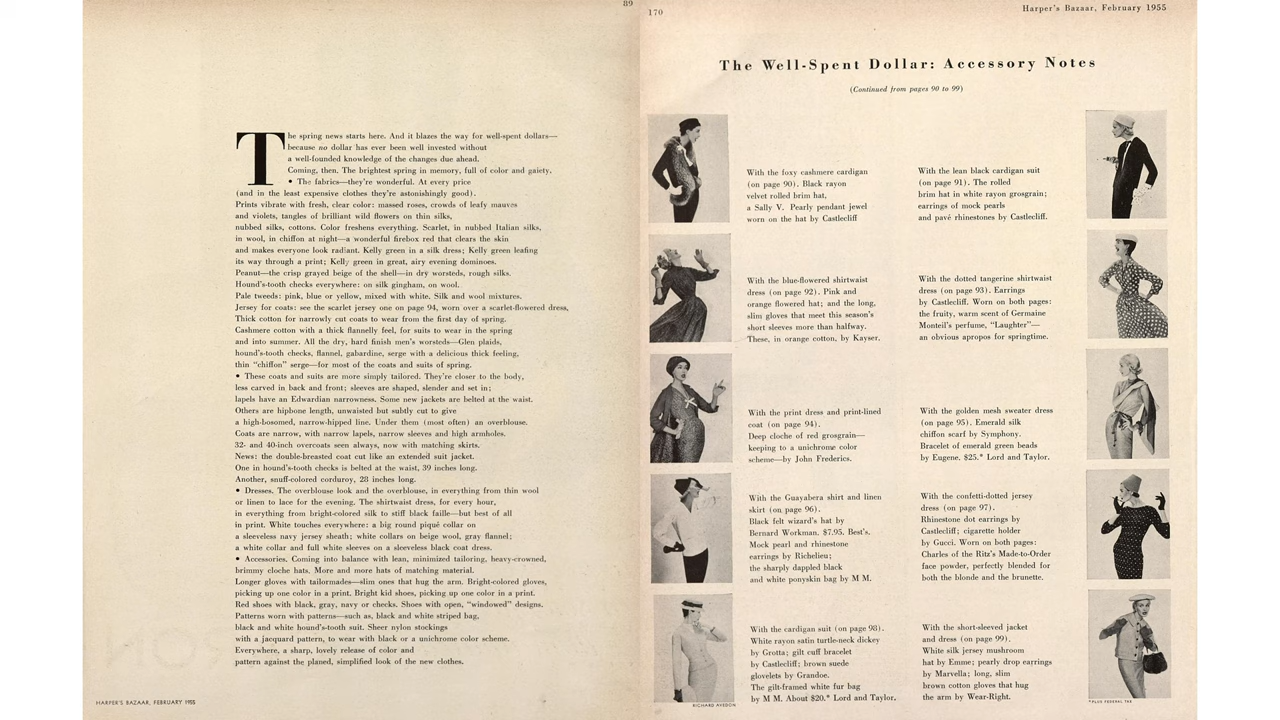 89
The spring news starts here. And it blazes the way for well-spent dollars—
because no dollar has ever been well invested without
a well-founded knowledge of the changes due ahead.
Coming, then. The brightest spring in memory, full of color and gaiety.
• The fabrics—they're wonderful. At every price
(and in the least expensive clothes they're astonishingly good).
Prints vibrate with fresh, clear color: massed roses, crowds of leafy mauves
and violets, tangles of brilliant wild flowers on thin silks,
nubbed silks, cottons. Color freshens everything. Scarlet, in nubbed Italian silks,
in wool, in chiffon at night—a wonderful firebox red that clears the skin
and makes everyone look radiant. Kelly green in a silk dress; Kelly green leafing
its way through a print; Kelly green in great, airy evening dominoes.
Peanut—the crisp grayed beige of the shell—in dry worsteds, rough silks.
Hound's-tooth checks everywhere: on silk gingham, on wool.
Pale tweeds: pink, blue or yellow, mixed with white. Silk and wool mixtures.
Jersey for coats: see the scarlet jersey one on page 94, worn over a scarlet-flowered dress,
Thick cotton for narrowly cut coats to wear from the first day of spring.
Cashmere cotton with a thick flannelly feel, for suits to wear in the spring
and into summer. All the dry, hard finish men's worsteds—Glen plaids,
hound's-tooth checks, flannel, gabardine, serge with a delicious thick feeling,
thin "chiffon" serge—for most of the coats and suits of spring.
• These coats and suits are more simply tailored. They're closer to the body,
less carved in back and front; sleeves are shaped, slender and set in;
lapels have an Edwardian narrowness. Some new jackets are belted at the waist.
Others are hipbone length, unwaisted but subtly cut to give
a high-bosomed, narrow-hipped line. Under them (most often) an overblouse.
Coats are narrow, with narrow lapels, narrow sleeves and high armholes.
32- and 40-inch overcoats seen always, now with matching skirts.
News: the double-breasted coat cut like an extended suit jacket.
One in hound's-tooth checks is belted at the waist, 39 inches long.
Another, snuff-colored corduroy, 28 inches long.
• Dresses. The overblouse look and the overblouse, in everything from thin wool
or linen to lace for the evening. The shirtwaist dress, for every hour,
in everything from bright-colored silk to stiff black faille—but best of all
in print. White touches everywhere: a big round piqué collar on
a sleeveless navy jersey sheath; white collars on beige wool, gray flannel;
a white collar and full white sleeves on a sleeveless black coat dress.
• Accessories. Coming into balance with lean, minimized tailoring, heavy-crowned,
brimmy cloche hats. More and more hats of matching material.
Longer gloves with tailormades—slim ones that hug the arm. Bright-colored gloves,
picking up one color in a print. Bright kid shoes, picking up one color in a print.
Red shoes with black, gray, navy or checks. Shoes with open, "windowed" designs.
Patterns worn with patterns—such as, black and white striped bag,
black and white hound's-tooth suit. Sheer nylon stockings
with a jacquard pattern, to wear with black or a unichrome color scheme.
Everywhere, a sharp, lovely release of color and
pattern against the planed, simplified look of the new clothes.
HARPER'S BAZAAR, FEBRUARY 1955
170
Harper's Bazaar, February 1955
The Well-Spent Dollar: Accessory Notes
(Continued from pages 90 to 99)
With the foxy cashmere cardigan
(on page 90). Black rayon
velvet rolled brim hat,
a Sally V. Pearly pendant jewel
worn on the hat by Castlecliff
With the lean black cardigan suit
(on page 91). The rolled
brim hat in white rayon grosgrain;
earrings of mock pearls
and pavé rhinestones by Castlecliff.
With the blue-flowered shirtwaist
dress (on page 92). Pink and
orange flowered hat; and the long,
slim gloves that meet this season's
short sleeves more than halfway.
These, in orange cotton, by Kayser.
With the dotted tangerine shirtwaist
dress (on page 93). Earrings
by Castlecliff. Worn on both pages:
the fruity, warm scent of Germaine
Monteil's perfume, "Laughter"—
an obvious apropos for springtime.
With the print dress and print-lined
coat (on page 94).
Deep cloche of red grosgrain—
keeping to a unichrome color
scheme—by John Frederics.
With the golden mesh sweater dress
(on page 95). Emerald silk
chiffon scarf by Symphony.
Bracelet of emerald green beads
by Eugene. $25.* Lord and Taylor.
With the Guayabera shirt and linen
skirt (on page 96).
Black felt wizard's hat by
Bernard Workman. $7.95. Best's.
Mock pearl and rhinestone
earrings by Richelieu;
the sharply dappled black
and white ponyskin bag by M M.
With the confetti-dotted jersey
dress (on page 97).
Rhinestone dot earrings by
Castlecliff; cigarette holder
by Gucci. Worn on both pages:
Charles of the Ritz's Made-to-Order
face powder, perfectly blended for
both the blonde and the brunette.
With the cardigan suit (on page 98).
White rayon satin turtle-neck dickey
by Grotta; gilt cuff bracelet
by Castlecliff; brown suede
glovelets by Grandoe.
The gilt-framed white fur bag
by M M. About $20.* Lord and Taylor.
With the short-sleeved jacket
and dress (on page 99).
White silk jersey mushroom
hat by Emme; pearly drop earrings
by Marvella; long, slim
brown cotton gloves that hug
the arm by Wear-Right.
RICHARD AVEDON
*PLUS FEDERAL TAX